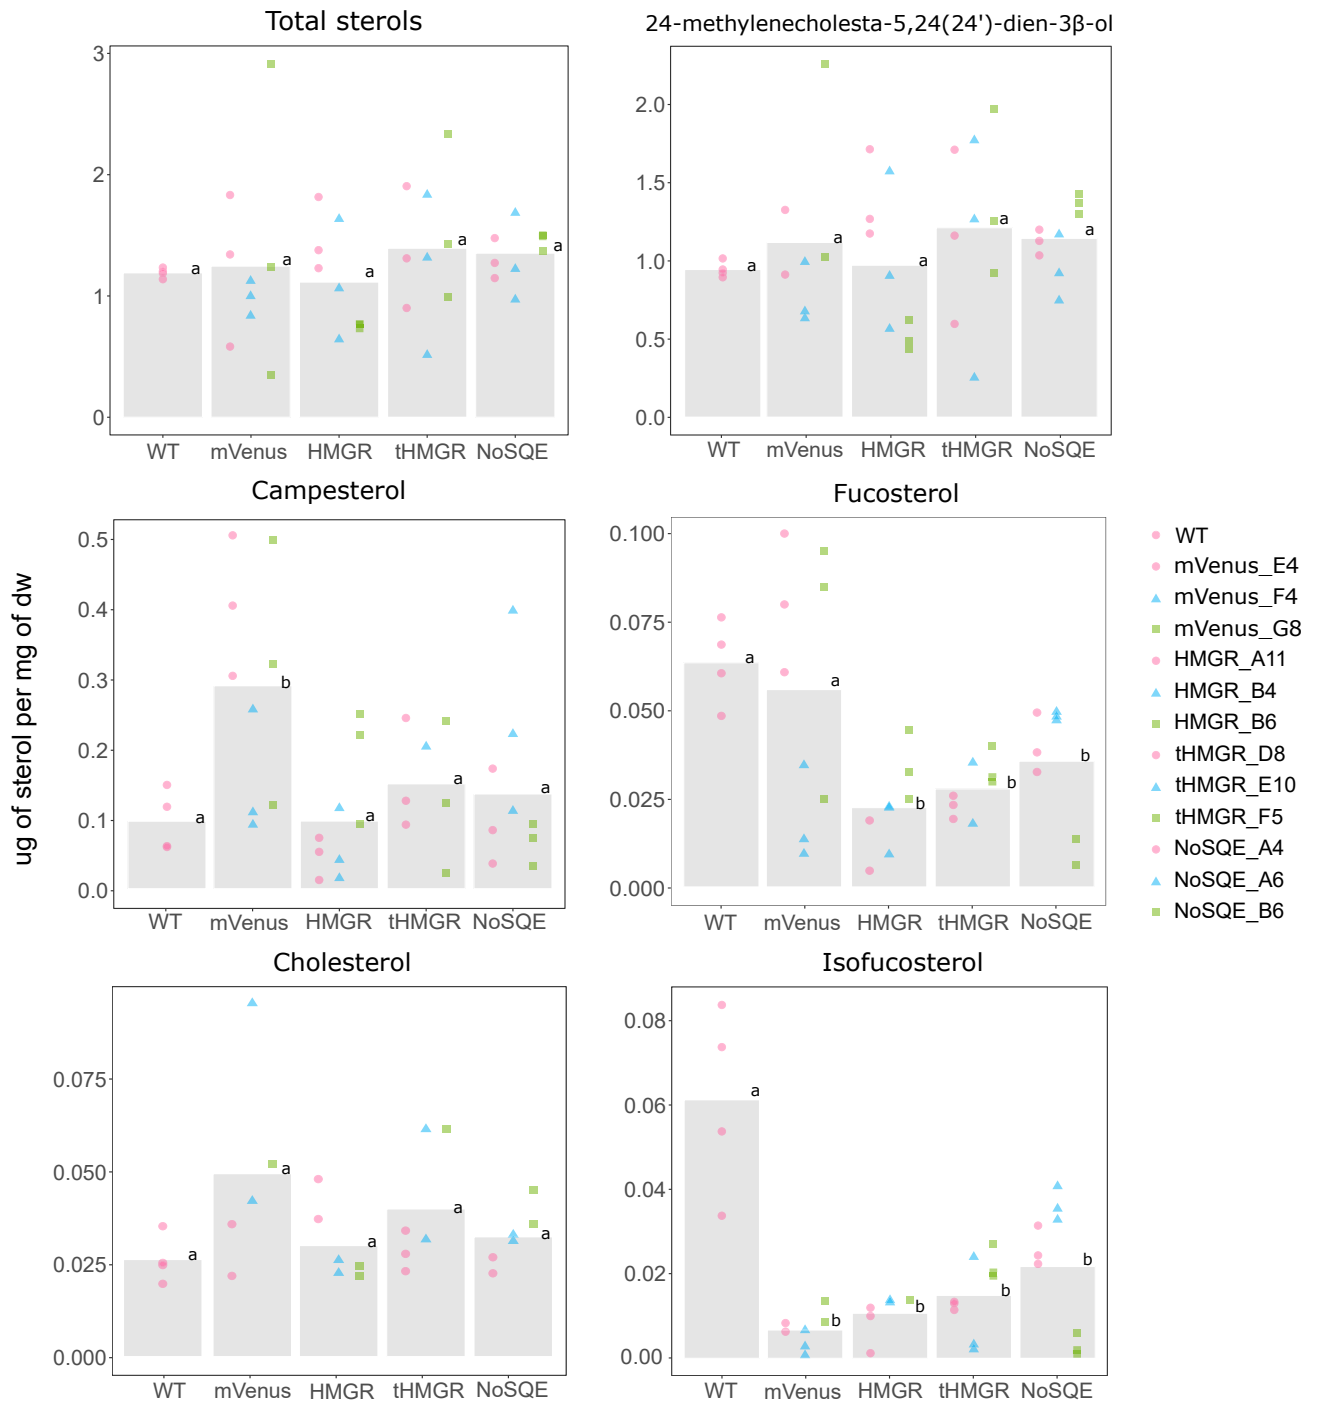 Total sterols
24-methylenecholesta-5,24(24')-dien-3β-ol
3
2
1
0
a
a
a
a
a
WT
mVenus
HMGR
tHMGR
NoSQE
2.0
1.5
1.0
0.5
0.0
a
a
a
a
a
WT
mVenus
HMGR
tHMGR
NoSQE
ug of sterol per mg of dw
Campesterol
0.5
0.4
0.3
0.2
0.1
0.0
a
b
a
a
a
WT
mVenus
HMGR
tHMGR
NoSQE
Fucosterol
0.100
0.075
0.050
0.025
0.000
a
a
b
b
b
WT
mVenus
HMGR
tHMGR
NoSQE
WT
mVenus_E4
mVenus_F4
mVenus_G8
HMGR_A11
HMGR_B4
HMGR_B6
tHMGR_D8
tHMGR_E10
tHMGR_F5
NoSQE_A4
NoSQE_A6
NoSQE_B6
Cholesterol
0.075
0.050
0.025
0.000
a
a
a
a
a
WT
mVenus
HMGR
tHMGR
NoSQE
Isofucosterol
0.08
0.06
0.04
0.02
0.00
a
b
b
b
b
WT
mVenus
HMGR
tHMGR
NoSQE